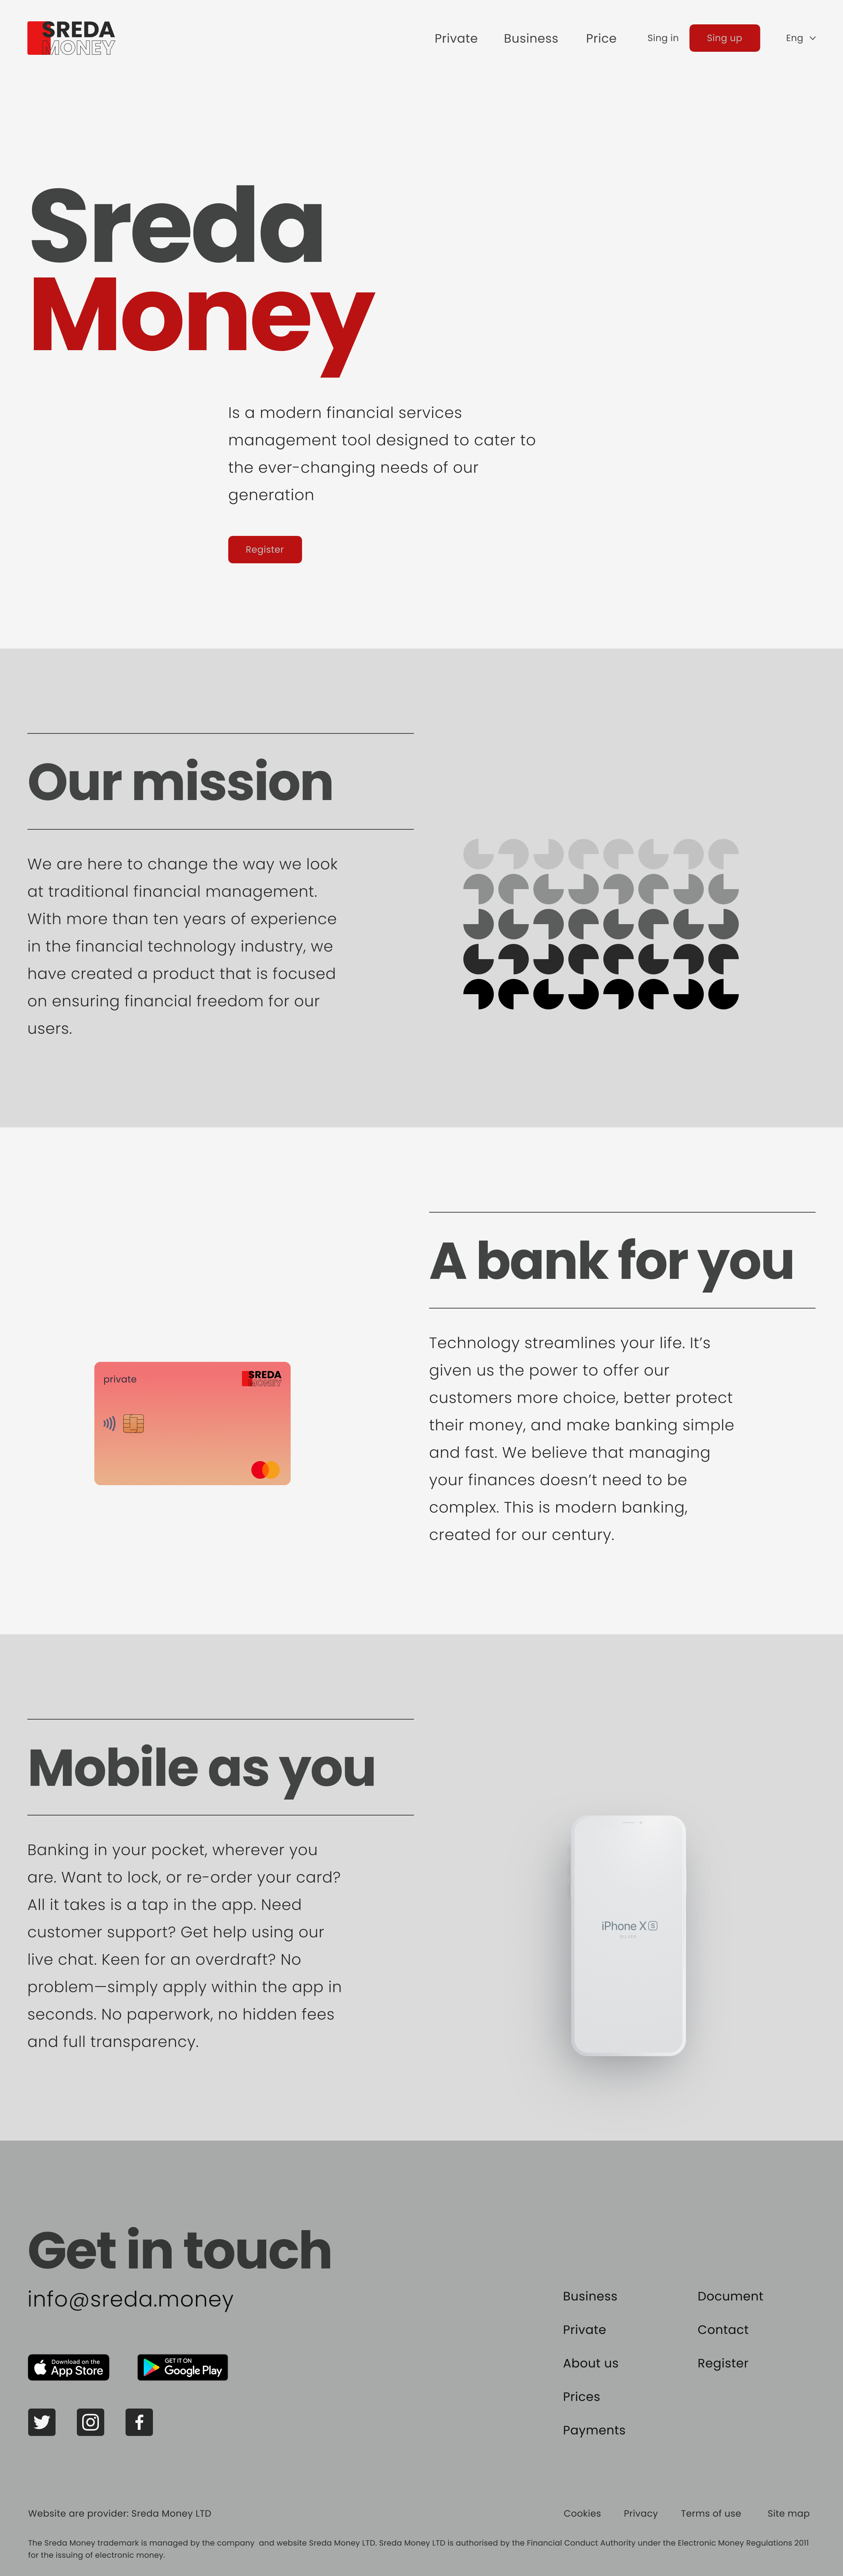 SREDA
MONEY
Private
Business
Price
Sing in
Sing up
Eng
Sreda
Money
Is a modern financial services
management tool designed to cater to
the ever-changing needs of our
generation
Register
Our mission
We are here to change the way we look
at traditional financial management.
With more than ten years of experience
in the financial technology industry, we
have created a product that is focused
on ensuring financial freedom for our
users.
A bank for you
Technology streamlines your life. It’s
given us the power to offer our
customers more choice, better protect
their money, and make banking simple
and fast. We believe that managing
your finances doesn’t need to be
complex. This is modern banking,
created for our century.
private
SREDA
MONEY
Mobile as you
Banking in your pocket, wherever you
are. Want to lock, or re-order your card?
All it takes is a tap in the app. Need
customer support? Get help using our
live chat. Keen for an overdraft? No
problem—simply apply within the app in
seconds. No paperwork, no hidden fees
and full transparency.
iPhone XS
SILVER
Get in touch
info@sreda.money
Download on the
App Store
GET IT ON
Google Play
Business
Private
About us
Prices
Payments
Document
Contact
Register
Website are provider: Sreda Money LTD
Cookies
Privacy
Terms of use
Site map
The Sreda Money trademark is managed by the company  and website Sreda Money LTD. Sreda Money LTD is authorised by the Financial Conduct Authority under the Electronic Money Regulations 2011
for the issuing of electronic money.